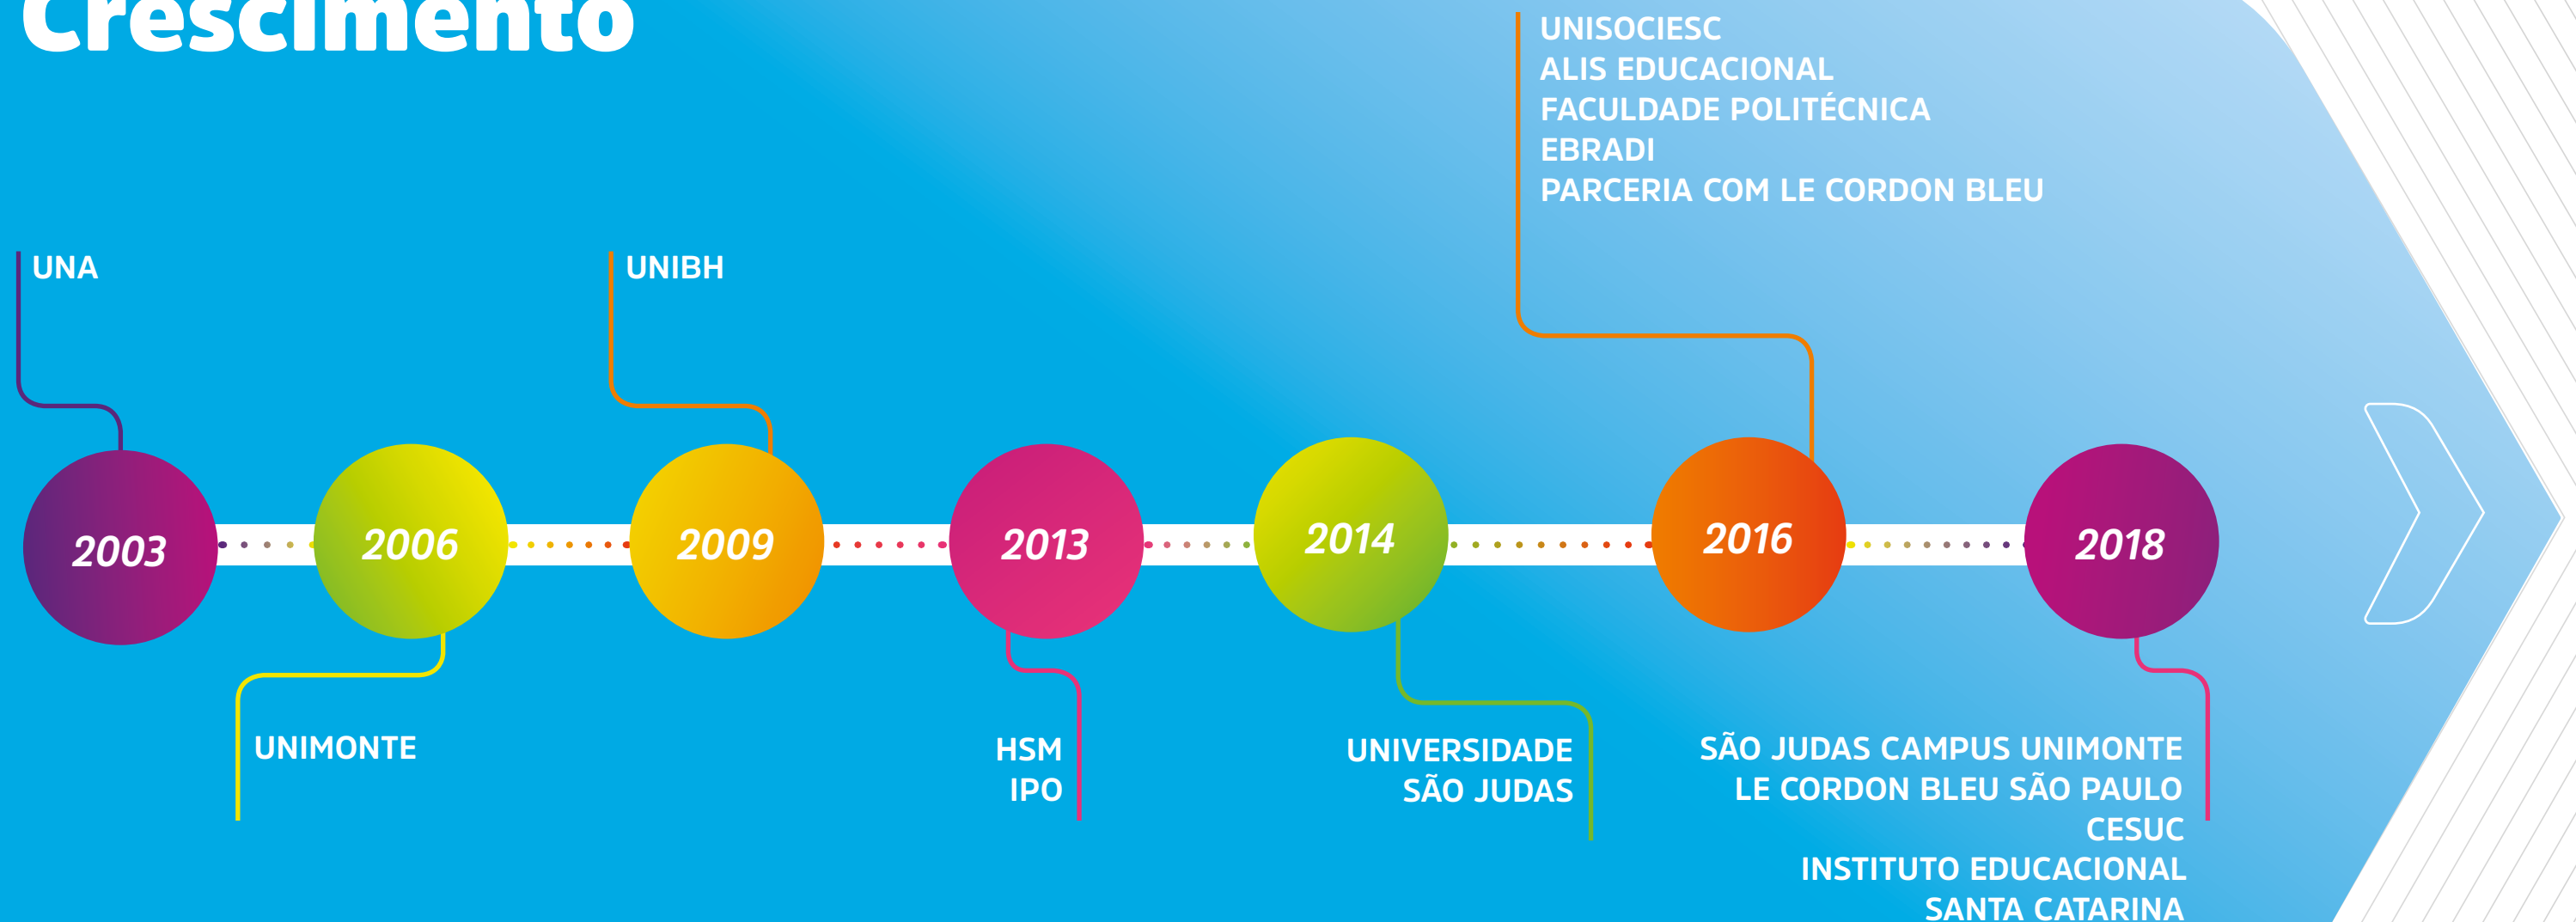 Crescimento
UNISOCIESC
ALIS EDUCACIONAL
FACULDADE POLITÉCNICA
EBRADI
PARCERIA COM LE CORDON BLEU
UNA
UNIBH
2003
2006
2009
2013
2014
2016
2018
UNIMONTE
HSM
IPO
UNIVERSIDADE
SÃO JUDAS
SÃO JUDAS CAMPUS UNIMONTE
LE CORDON BLEU SÃO PAULO
CESUC
INSTITUTO EDUCACIONAL
SANTA CATARINA